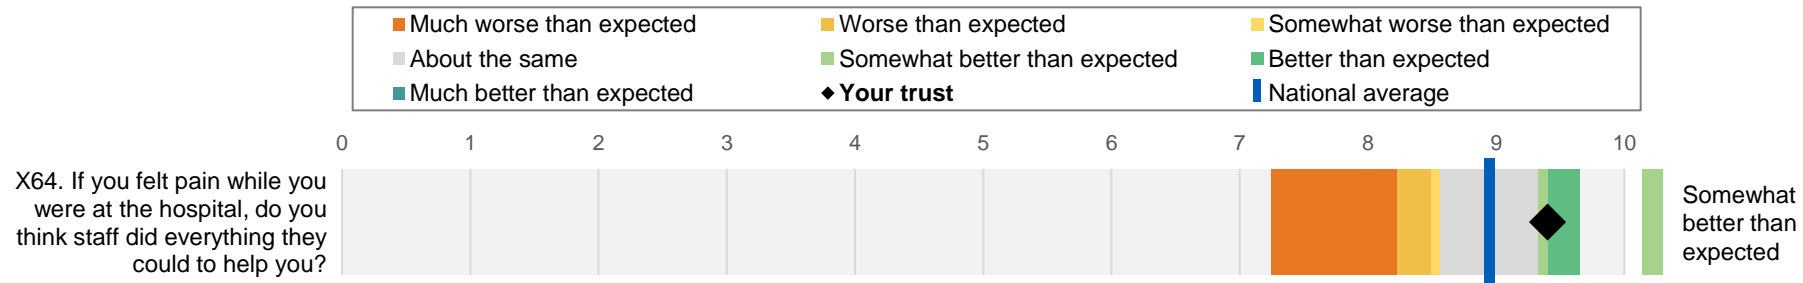 Much worse than expected
Worse than expected
Somewhat worse than expected
About the same
Somewhat better than expected
Better than expected
Much better than expected
Your trust
National average
0 1 2 3 4 5 6 7 8 9 10
X64. If you felt pain while you
were at the hospital, do you
think staff did everything they
could to help you?
Somewhat
better than
expected